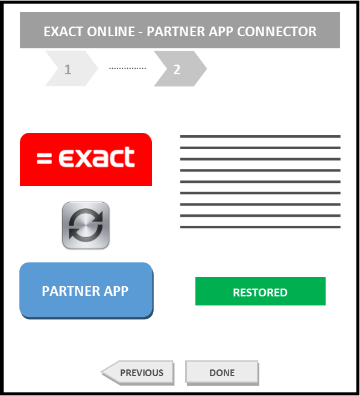 EXACT ONLINE - PARTNER APP CONNECTOR
1
2
= exact
PARTNER APP
RESTORED
PREVIOUS
DONE